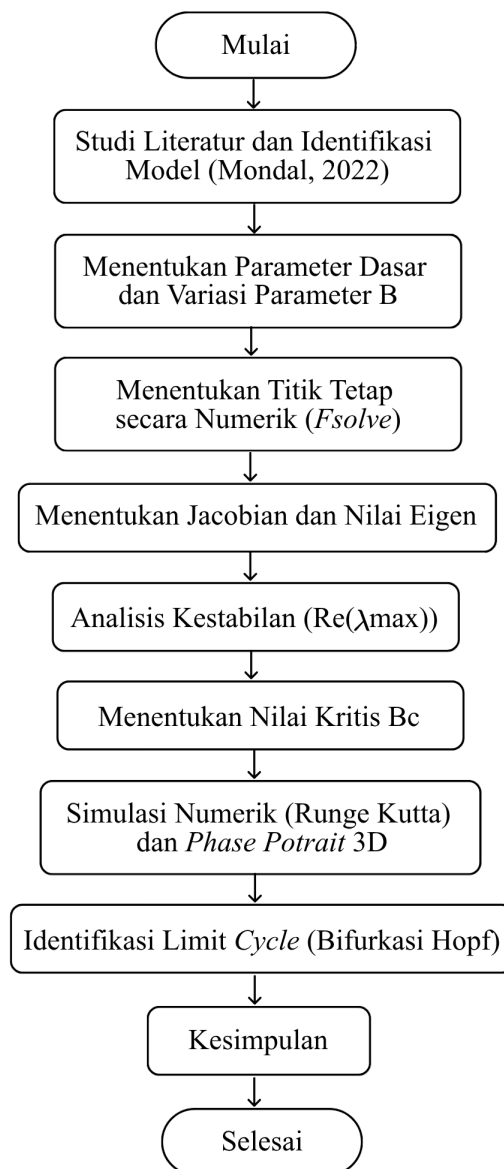 Mulai
Studi Literatur dan Identifikasi
Model (Mondal, 2022)
Menentukan Parameter Dasar
dan Variasi Parameter B
Menentukan Titik Tetap
secara Numerik (Fsolve)
Menentukan Jacobian dan Nilai Eigen
Analisis Kestabilan (Re(λmax))
Menentukan Nilai Kritis Bc
Simulasi Numerik (Runge Kutta)
dan Phase Potrait 3D
Identifikasi Limit Cycle (Bifurkasi Hopf)
Kesimpulan
Selesai